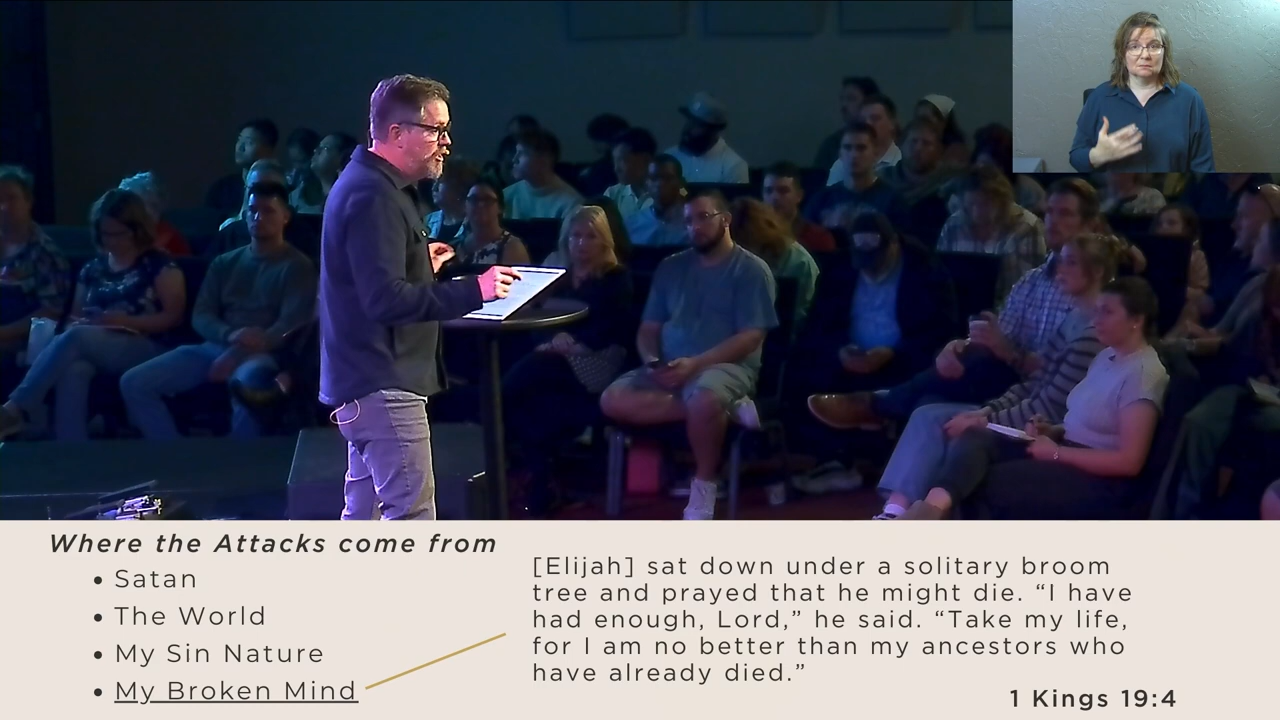 Where the Attacks come from
• Satan
• The World
• My Sin Nature
• My Broken Mind
[Elijah] sat down under a solitary broom
tree and prayed that he might die. “I have
had enough, Lord,” he said. “Take my life,
for I am no better than my ancestors who
have already died.”
1 Kings 19:4